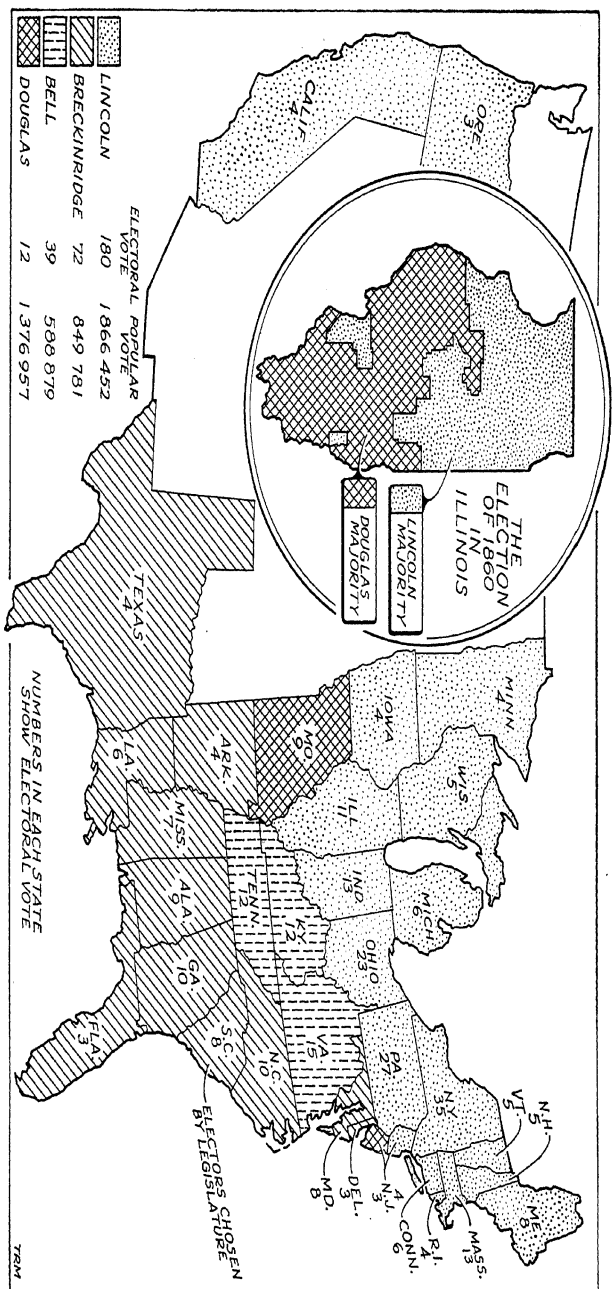 THE
ELECTION
OF 1860
IN
ILLINOIS
LINCOLN
MAJORITY
DOUGLAS
MAJORITY
ORE
3
CALIF
4
MINN
4
IOWA
4
WIS
5
MICH
6
ILL
11
IND
13
OHIO
23
PA
27
N.Y.
35
VT
5
N.H.
5
ME
8
MASS.
13
R.I.
4
CONN.
6
4
N.J.
3
DEL.
3
MD.
8
MO.
9
KY
12
VA
15
TENN
12
N.C.
10
S.C.
8
ARK.
4
MISS.
7
ALA
9
GA
10
FLA.
3
LA.
6
TEXAS
4
ELECTORS CHOSEN
BY LEGISLATURE
NUMBERS IN EACH STATE
SHOW ELECTORAL VOTE
ELECTORAL POPULAR
VOTE VOTE
LINCOLN 180 1 866 452
BRECKINRIDGE 72 849 781
BELL 39 588 879
DOUGLAS 12 1 376 957
TRM